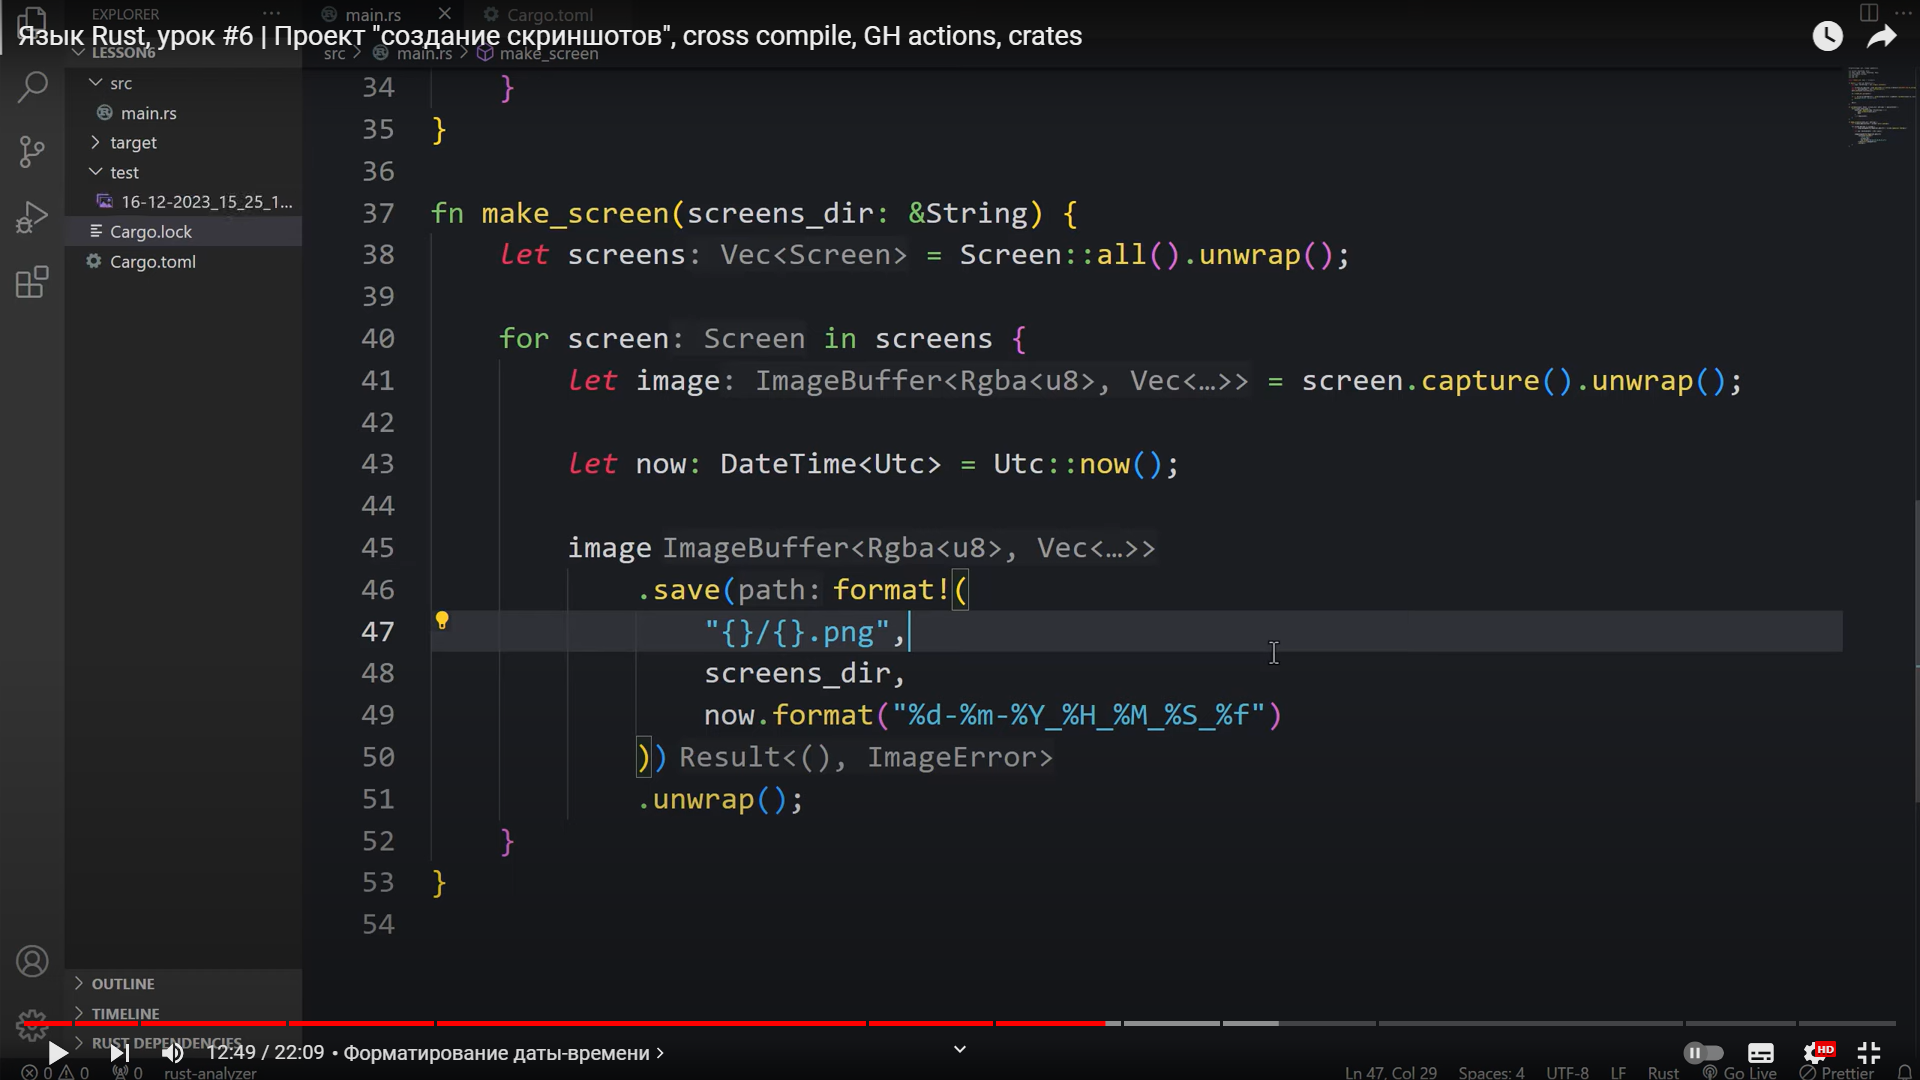 EXPLORER ···
main.rs
Cargo.toml
Язык Rust, урок #6 | Проект "создание скриншотов", cross compile, GH actions, crates
LESSON6
src > main.rs > make_screen
src
main.rs
target
test
16-12-2023_15_25_1...
Cargo.lock
Cargo.toml
34 }
35 }
36
37 fn make_screen(screens_dir: &String) {
38 let screens: Vec<Screen> = Screen::all().unwrap();
39
40 for screen: Screen in screens {
41 let image: ImageBuffer<Rgba<u8>, Vec<…>> = screen.capture().unwrap();
42
43 let now: DateTime<Utc> = Utc::now();
44
45 image ImageBuffer<Rgba<u8>, Vec<…>>
46 .save(path: format!(
47 "{}/{}.png",
48 screens_dir,
49 now.format("%d-%m-%Y_%H_%M_%S_%f")
50 )) Result<(), ImageError>
51 .unwrap();
52 }
53 }
54
OUTLINE
TIMELINE
RUST DEPENDENCIES
12:49 / 22:09 • Форматирование даты-времени >
HD
0 0 0 rust-analyzer
Ln 47, Col 29 Spaces: 4 UTF-8 LF Rust Go Live Prettier